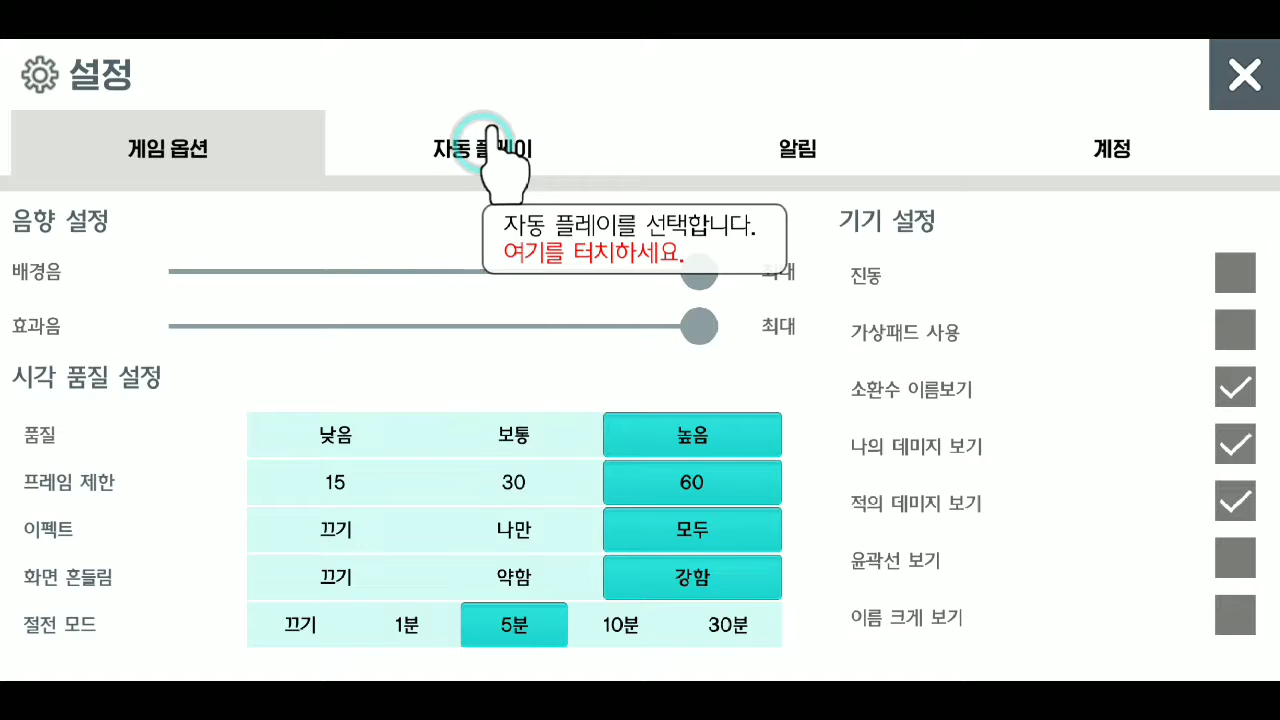 설정
게임 옵션 자동 플레이 알림 계정
자동 플레이를 선택합니다.
여기를 터치하세요.
음향 설정
배경음 최대
효과음 최대
시각 품질 설정
품질 낮음 보통 높음
프레임 제한 15 30 60
이펙트 끄기 나만 모두
화면 흔들림 끄기 약함 강함
절전 모드 끄기 1분 5분 10분 30분
기기 설정
진동
가상패드 사용
소환수 이름보기
나의 데미지 보기
적의 데미지 보기
윤곽선 보기
이름 크게 보기